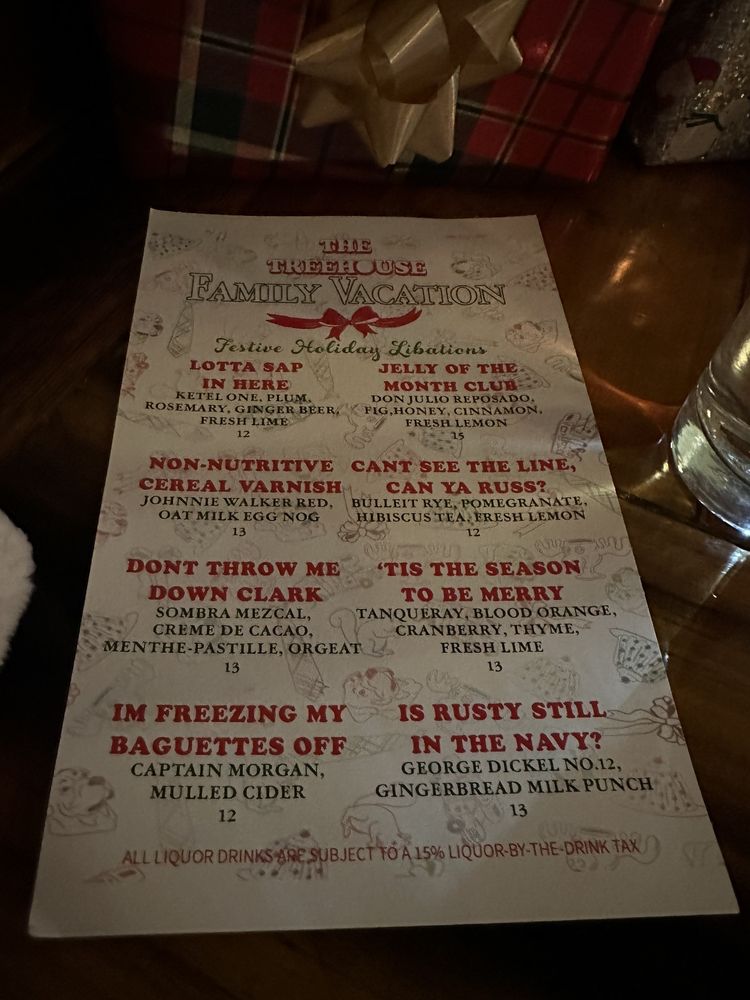 THE
TREEHOUSE
FAMILY VACATION
Festive Holiday Libations
LOTTA SAP
IN HERE
KETEL ONE, PLUM,
ROSEMARY, GINGER BEER,
FRESH LIME
12
JELLY OF THE
MONTH CLUB
DON JULIO REPOSADO,
FIG,HONEY, CINNAMON,
FRESH LEMON
15
NON-NUTRITIVE
CEREAL VARNISH
JOHNNIE WALKER RED,
OAT MILK EGG NOG
13
CANT SEE THE LINE,
CAN YA RUSS?
BULLEIT RYE, POMEGRANATE,
HIBISCUS TEA, FRESH LEMON
12
DONT THROW ME
DOWN CLARK
SOMBRA MEZCAL,
CREME DE CACAO,
MENTHE-PASTILLE, ORGEAT
13
'TIS THE SEASON
TO BE MERRY
TANQUERAY, BLOOD ORANGE,
CRANBERRY, THYME,
FRESH LIME
13
IM FREEZING MY
BAGUETTES OFF
CAPTAIN MORGAN,
MULLED CIDER
12
IS RUSTY STILL
IN THE NAVY?
GEORGE DICKEL NO.12,
GINGERBREAD MILK PUNCH
13
ALL LIQUOR DRINKS ARE SUBJECT TO A 15% LIQUOR-BY-THE-DRINK TAX